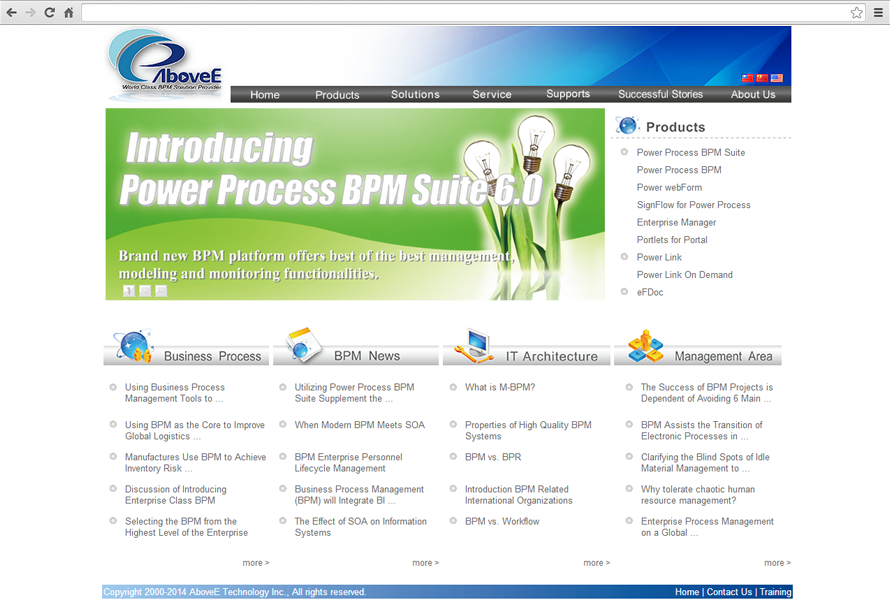 AboveE
World Class BPM Solution Provider
Home Products Solutions Service Supports Successful Stories About Us
Introducing
Power Process BPM Suite 6.0
Brand new BPM platform offers best of the best management,
modeling and monitoring functionalities.
1
Products
Power Process BPM Suite
Power Process BPM
Power webForm
SignFlow for Power Process
Enterprise Manager
Portlets for Portal
Power Link
Power Link On Demand
eFDoc
Business Process
Using Business Process
Management Tools to ...
Using BPM as the Core to Improve
Global Logistics ...
Manufactures Use BPM to Achieve
Inventory Risk ...
Discussion of Introducing
Enterprise Class BPM
Selecting the BPM from the
Highest Level of the Enterprise
more >
BPM News
Utilizing Power Process BPM
Suite Supplement the ...
When Modern BPM Meets SOA
BPM Enterprise Personnel
Lifecycle Management
Business Process Management
(BPM) will Integrate BI ...
The Effect of SOA on Information
Systems
more >
IT Architecture
What is M-BPM?
Properties of High Quality BPM
Systems
BPM vs. BPR
Introduction BPM Related
International Organizations
BPM vs. Workflow
more >
Management Area
The Success of BPM Projects is
Dependent of Avoiding 6 Main ...
BPM Assists the Transition of
Electronic Processes in ...
Clarifying the Blind Spots of Idle
Material Management to ...
Why tolerate chaotic human
resource management?
Enterprise Process Management
on a Global ...
more >
Copyright 2000-2014 AboveE Technology Inc., All rights reserved.
Home | Contact Us | Training